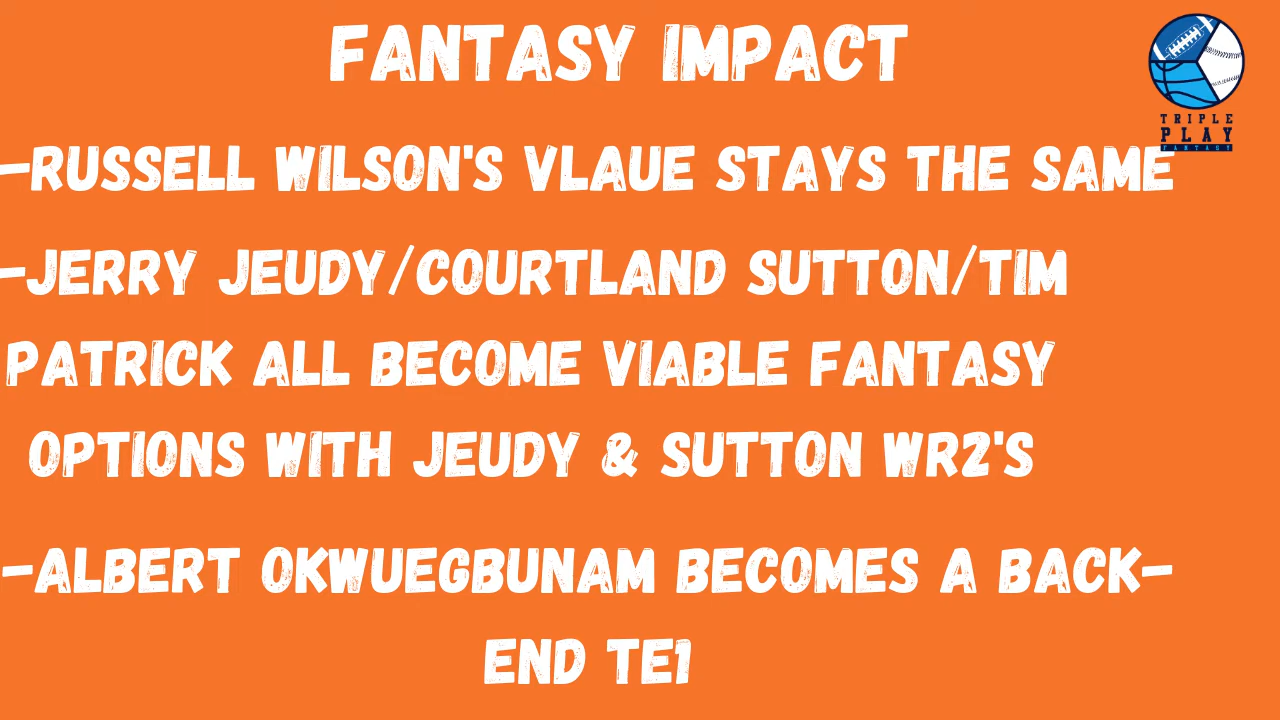 FANTASY IMPACT
TRIPLE
PLAY
FANTASY
-RUSSELL WILSON'S VLAUE STAYS THE SAME
-JERRY JEUDY/COURTLAND SUTTON/TIM
PATRICK ALL BECOME VIABLE FANTASY
OPTIONS WITH JEUDY & SUTTON WR2'S
-ALBERT OKWUEGBUNAM BECOMES A BACK-
END TE1